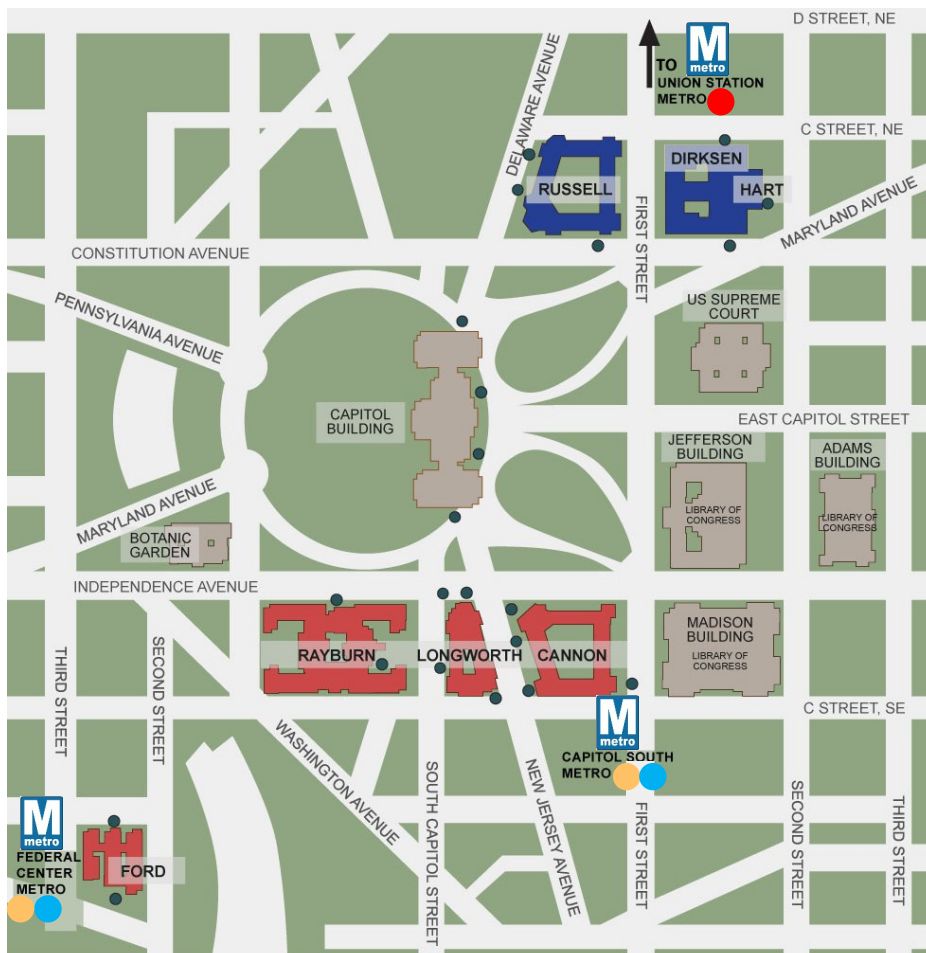 D STREET, NE
M
metro
TO
UNION STATION
METRO
C STREET, NE
DELAWARE AVENUE
RUSSELL
DIRKSEN
HART
MARYLAND AVENUE
FIRST STREET
CONSTITUTION AVENUE
PENNSYLVANIA AVENUE
US SUPREME
COURT
CAPITOL
BUILDING
EAST CAPITOL STREET
JEFFERSON
BUILDING
LIBRARY OF
CONGRESS
ADAMS
BUILDING
LIBRARY OF
CONGRESS
MARYLAND AVENUE
BOTANIC
GARDEN
INDEPENDENCE AVENUE
RAYBURN
LONGWORTH
CANNON
MADISON
BUILDING
LIBRARY OF
CONGRESS
THIRD STREET
SECOND STREET
C STREET, SE
WASHINGTON AVENUE
M
metro
CAPITOL SOUTH
METRO
SOUTH CAPITOL STREET
NEW JERSEY AVENUE
FIRST STREET
SECOND STREET
THIRD STREET
M
metro
FEDERAL
CENTER
METRO
FORD